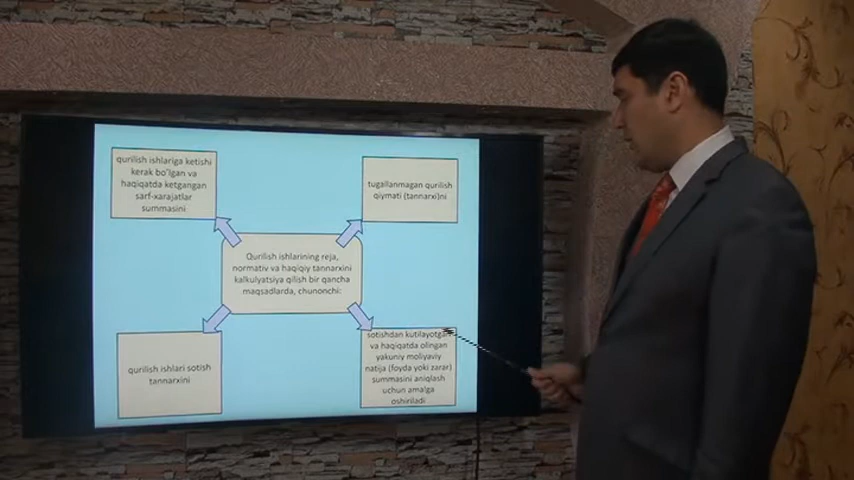 qurilish ishlariga ketishi
kerak bo'lgan va
haqiqatda ketgangan
sarf-xarajatlar
summasini
tugallanmagan qurilish
qiymati (tannarxi)ni
Qurilish ishlarining reja,
normativ va haqiqiy tannarxini
kalkulyatsiya qilish bir qancha
maqsadlarda, chunonchi:
qurilish ishlari sotish
tannarxini
sotishdan kutilayotgan
va haqiqatda olingan
yakuniy moliyaviy
natija (foyda yoki zarar)
summasini aniqlash
uchun amalga
oshiriladi